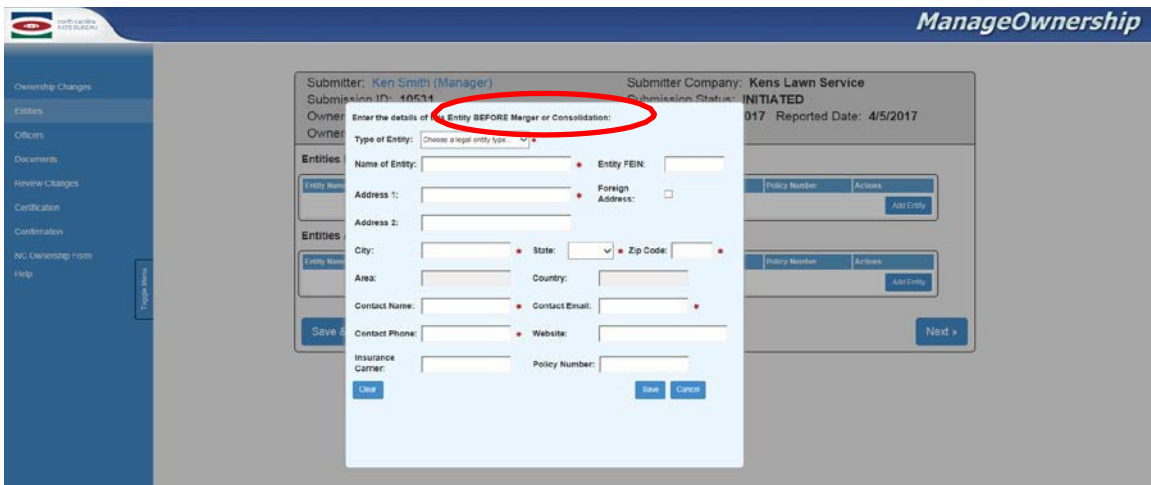 north carolina
RATE BUREAU
ManageOwnership
Ownership Changes
Entities
Officers
Documents
Review Changes
Certification
Confirmation
NC Ownership Form
Help
Toggle Menu
Submitter: Ken Smith (Manager) Submitter Company: Kens Lawn Service
Submission ID: 10531 Submission Status: INITIATED
Owner 017 Reported Date: 4/5/2017
Owner
Entities
Entity Name Policy Number Actions
Add Entity
Entities
Entity Name Policy Number Actions
Add Entity
Save & Next »
Enter the details of this Entity BEFORE Merger or Consolidation:
Type of Entity: Choose a legal entity type... *
Name of Entity: * Entity FEIN:
Address 1: * Foreign Address:
Address 2:
City: * State: * Zip Code: *
Area: Country:
Contact Name: * Contact Email: *
Contact Phone: * Website:
Insurance Carrier: Policy Number:
Clear Save Cancel